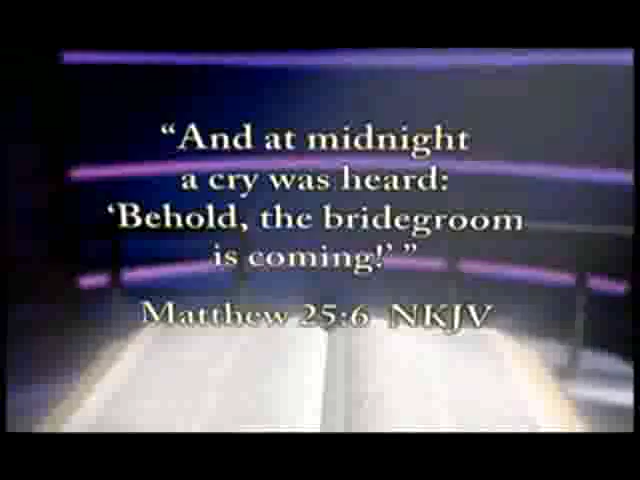 “And at midnight
a cry was heard:
‘Behold, the bridegroom
is coming!’ ”
Matthew 25:6 NKJV